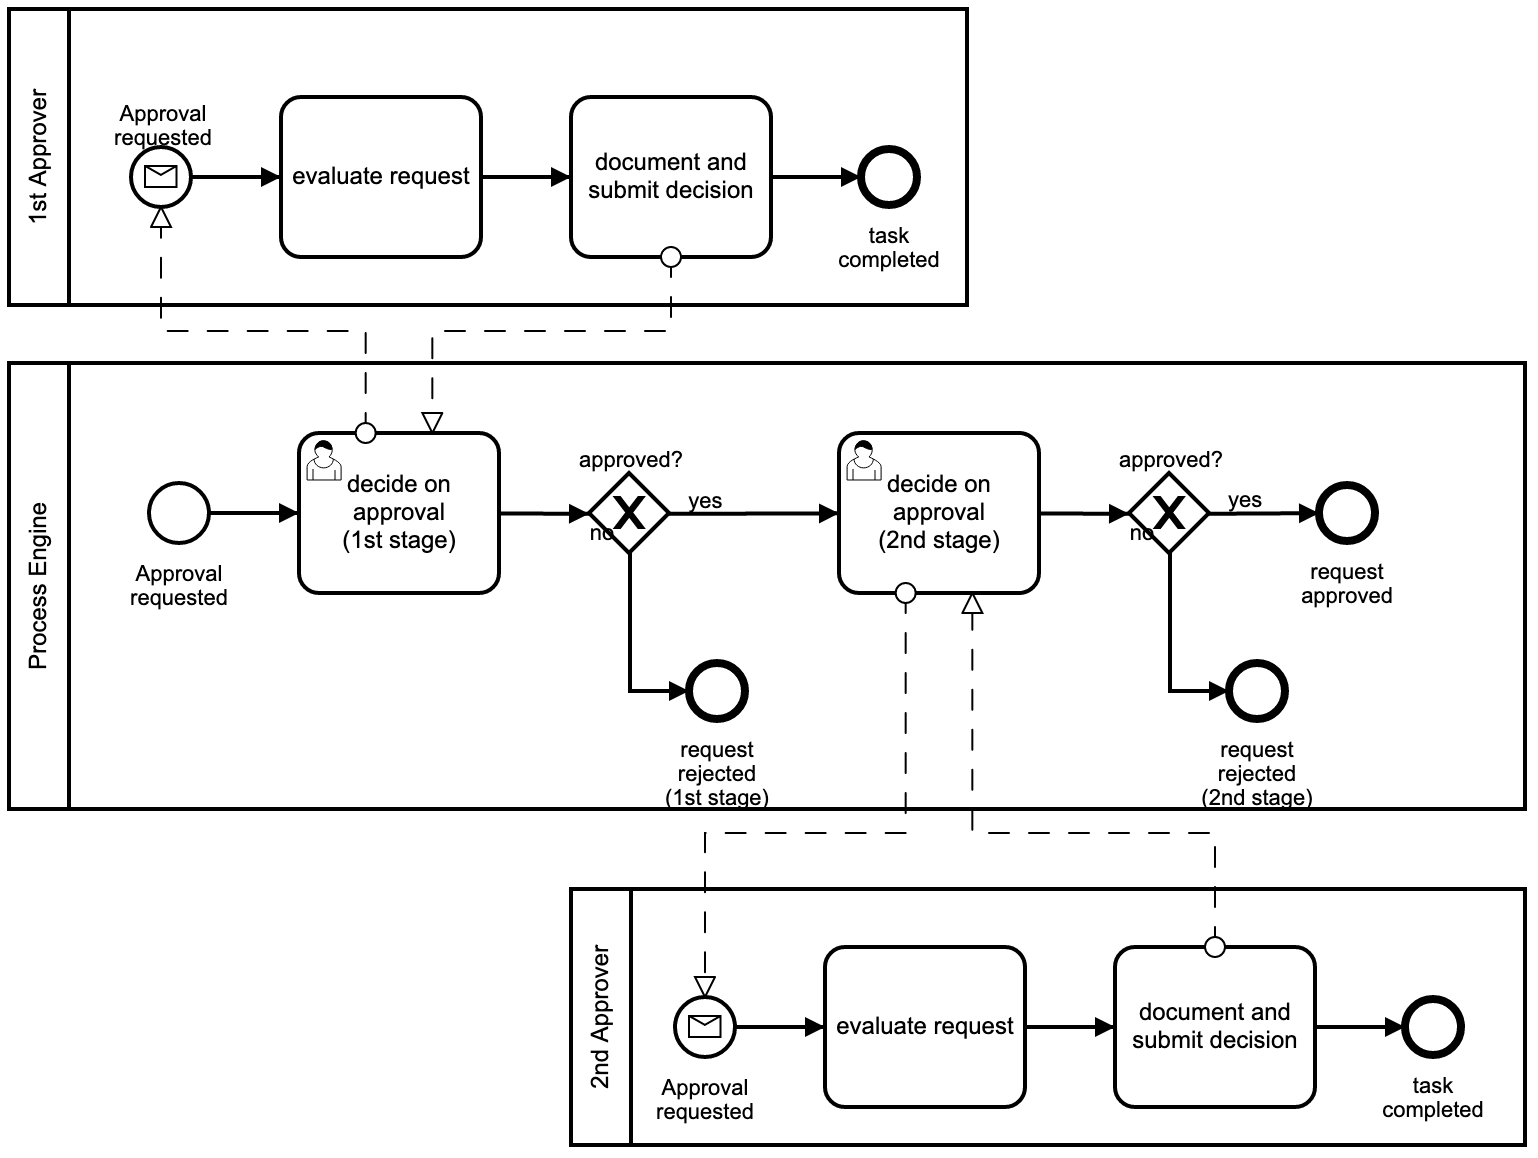 1st Approver
Approval
requested
evaluate request
document and
submit decision
task
completed
Process Engine
Approval
requested
decide on
approval
(1st stage)
approved?
yes
no
request
rejected
(1st stage)
decide on
approval
(2nd stage)
approved?
yes
no
request
approved
request
rejected
(2nd stage)
2nd Approver
Approval
requested
evaluate request
document and
submit decision
task
completed